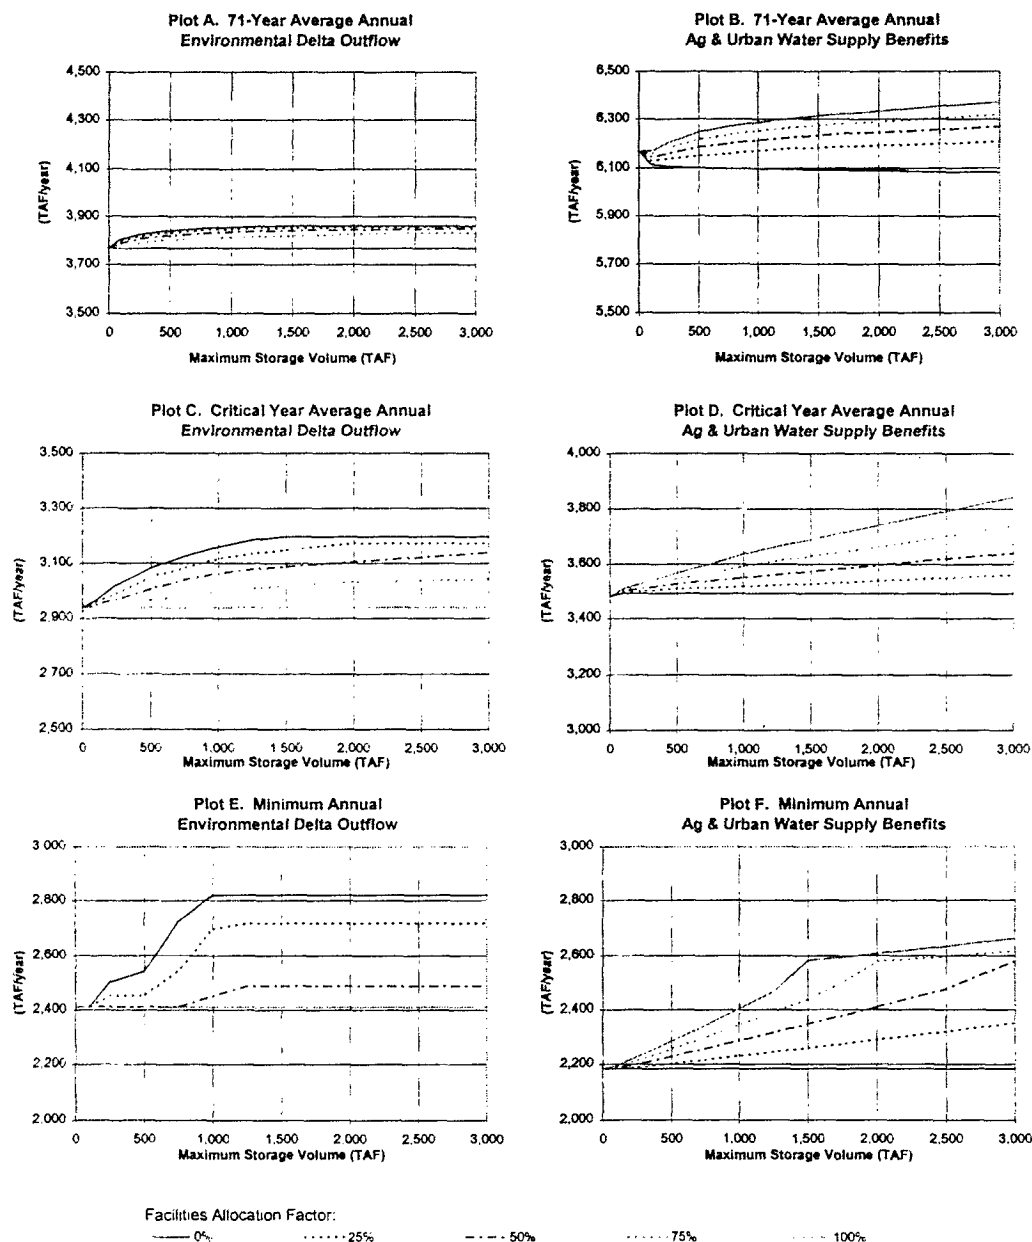 Plot A. 71-Year Average Annual
Environmental Delta Outflow
4,500
4,300
4,100
3,900
3,700
3,500
(TAF/year)
0 500 1,000 1,500 2,000 2,500 3,000
Maximum Storage Volume (TAF)
Plot B. 71-Year Average Annual
Ag & Urban Water Supply Benefits
6,500
6,300
6,100
5,900
5,700
5,500
(TAF/year)
0 500 1,000 1,500 2,000 2,500 3,000
Maximum Storage Volume (TAF)
Plot C. Critical Year Average Annual
Environmental Delta Outflow
3,500
3,300
3,100
2,900
2 700
2,500
(TAF/year)
0 500 1,000 1 500 2,000 2,500 3,000
Maximum Storage Volume (TAF)
Plot D. Critical Year Average Annual
Ag & Urban Water Supply Benefits
4,000
3,800
3,600
3,400
3,200
3,000
(TAF/year)
0 500 1,000 1,500 2,000 2,500 3,000
Maximum Storage Volume (TAF)
Plot E. Minimum Annual
Environmental Delta Outflow
3 000
2,800
2,600
2,400
2,200
2,000
(TAF/year)
0 500 1,000 1,500 2,000 2,500 3,000
Maximum Storage Volume (TAF)
Plot F. Minimum Annual
Ag & Urban Water Supply Benefits
3,000
2,800
2,600
2,400
2,200
2,000
(TAF/year)
0 500 1,000 1,500 2,000 2,500 3,000
Maximum Storage Volume (TAF)
Facilities Allocation Factor:
0% 25% 50% 75% 100%